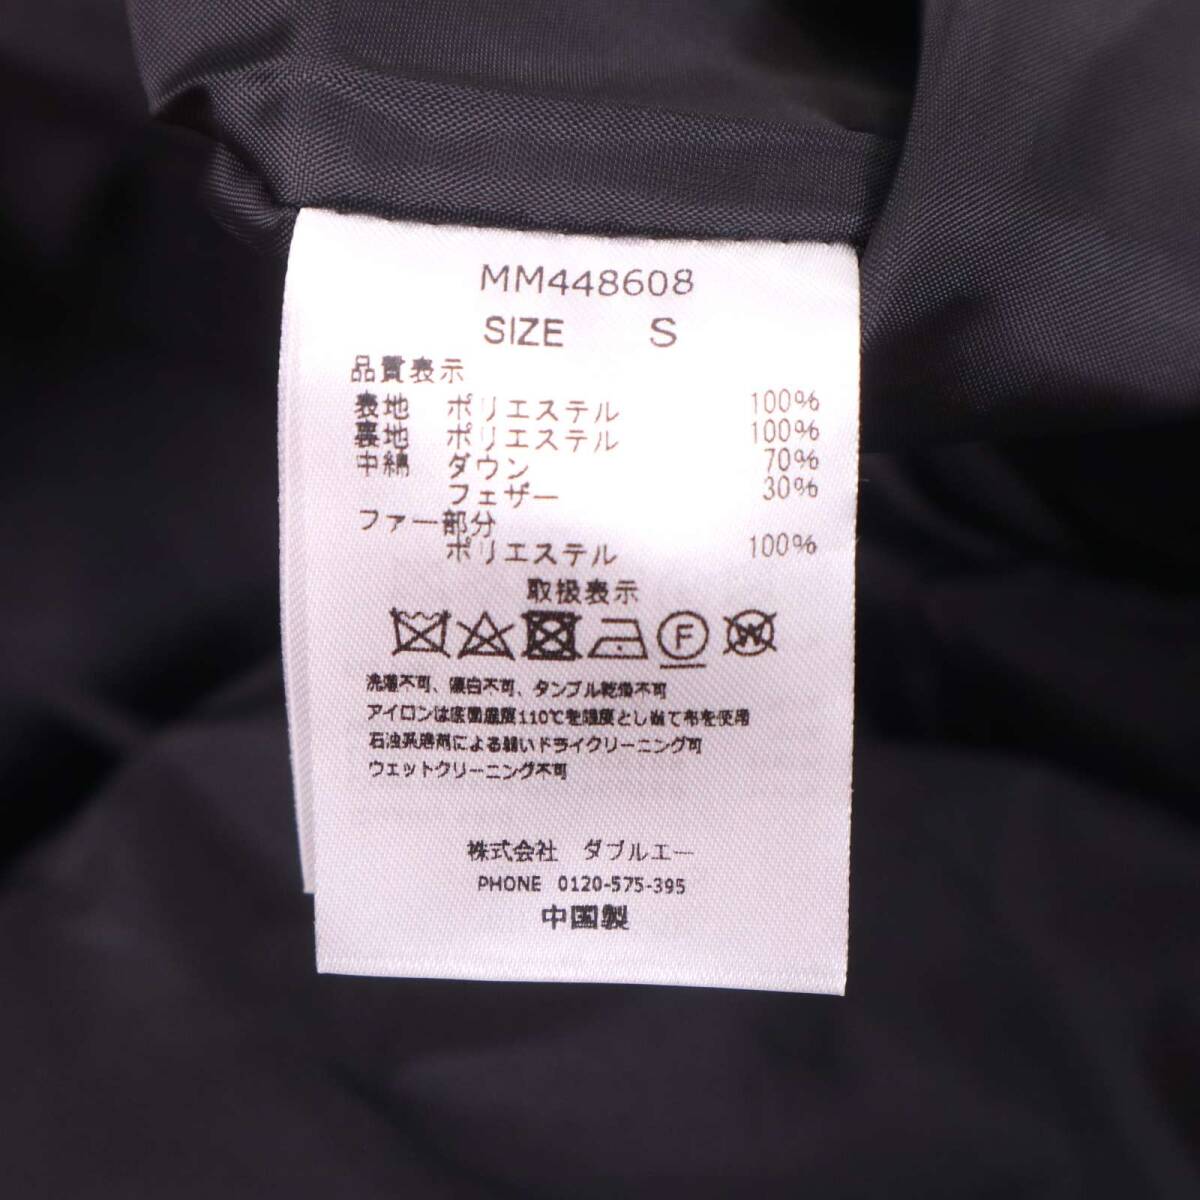 MM448608
SIZE S
品質表示
表地 ポリエステル 100%
裏地 ポリエステル 100%
中綿 ダウン 70%
フェザー 30%
ファー部分
ポリエステル 100%
取扱表示
F W
洗濯不可、漂白不可、タンブル乾燥不可
アイロンは底面温度110℃を限度とし当て布を使用
石油系溶剤による弱いドライクリーニング可
ウェットクリーニング不可
株式会社 ダブルエー
PHONE 0120-575-395
中国製